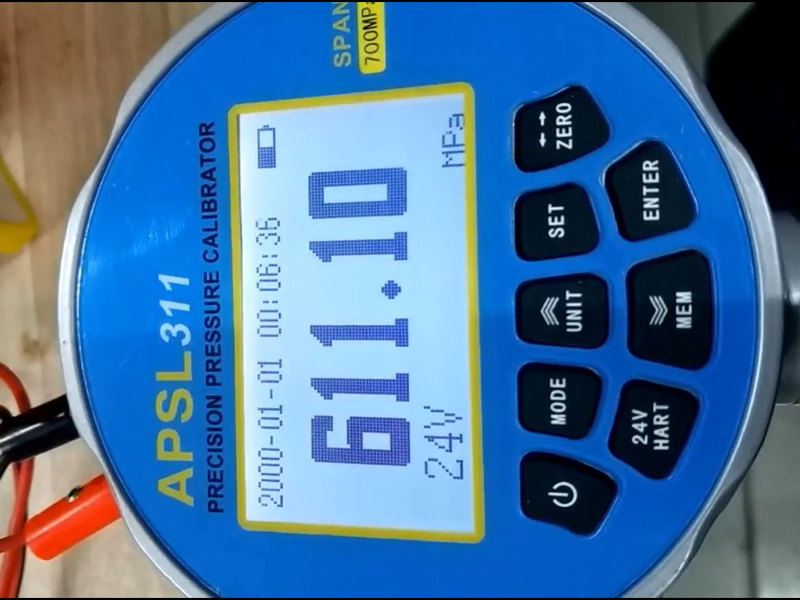 APSL311
PRECISION PRESSURE CALIBRATOR
SPAN
700MPa
2000-01-01 00:06:36
611.10
24V
MPa
MODE
UNIT
SET
ZERO
24V
HART
MEM
ENTER